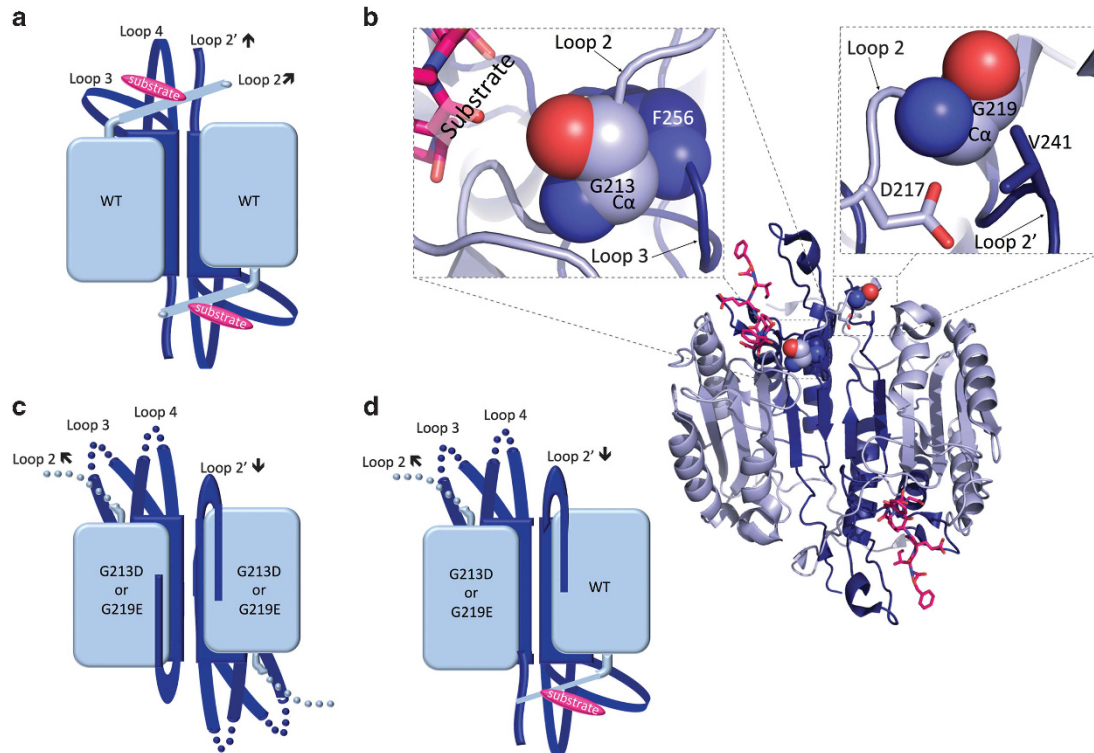 a
Loop 4
Loop 2' ↑
Loop 3
substrate
Loop 2 ↗
WT
WT
substrate
b
Substrate
Loop 2
F256
G213
Cα
Loop 3
Loop 2
G219
Cα
V241
D217
Loop 2'
c
Loop 4
Loop 3
Loop 2 ↖
Loop 2' ↓
G213D
or
G219E
G213D
or
G219E
d
Loop 4
Loop 3
Loop 2 ↖
Loop 2' ↓
G213D
or
G219E
WT
substrate